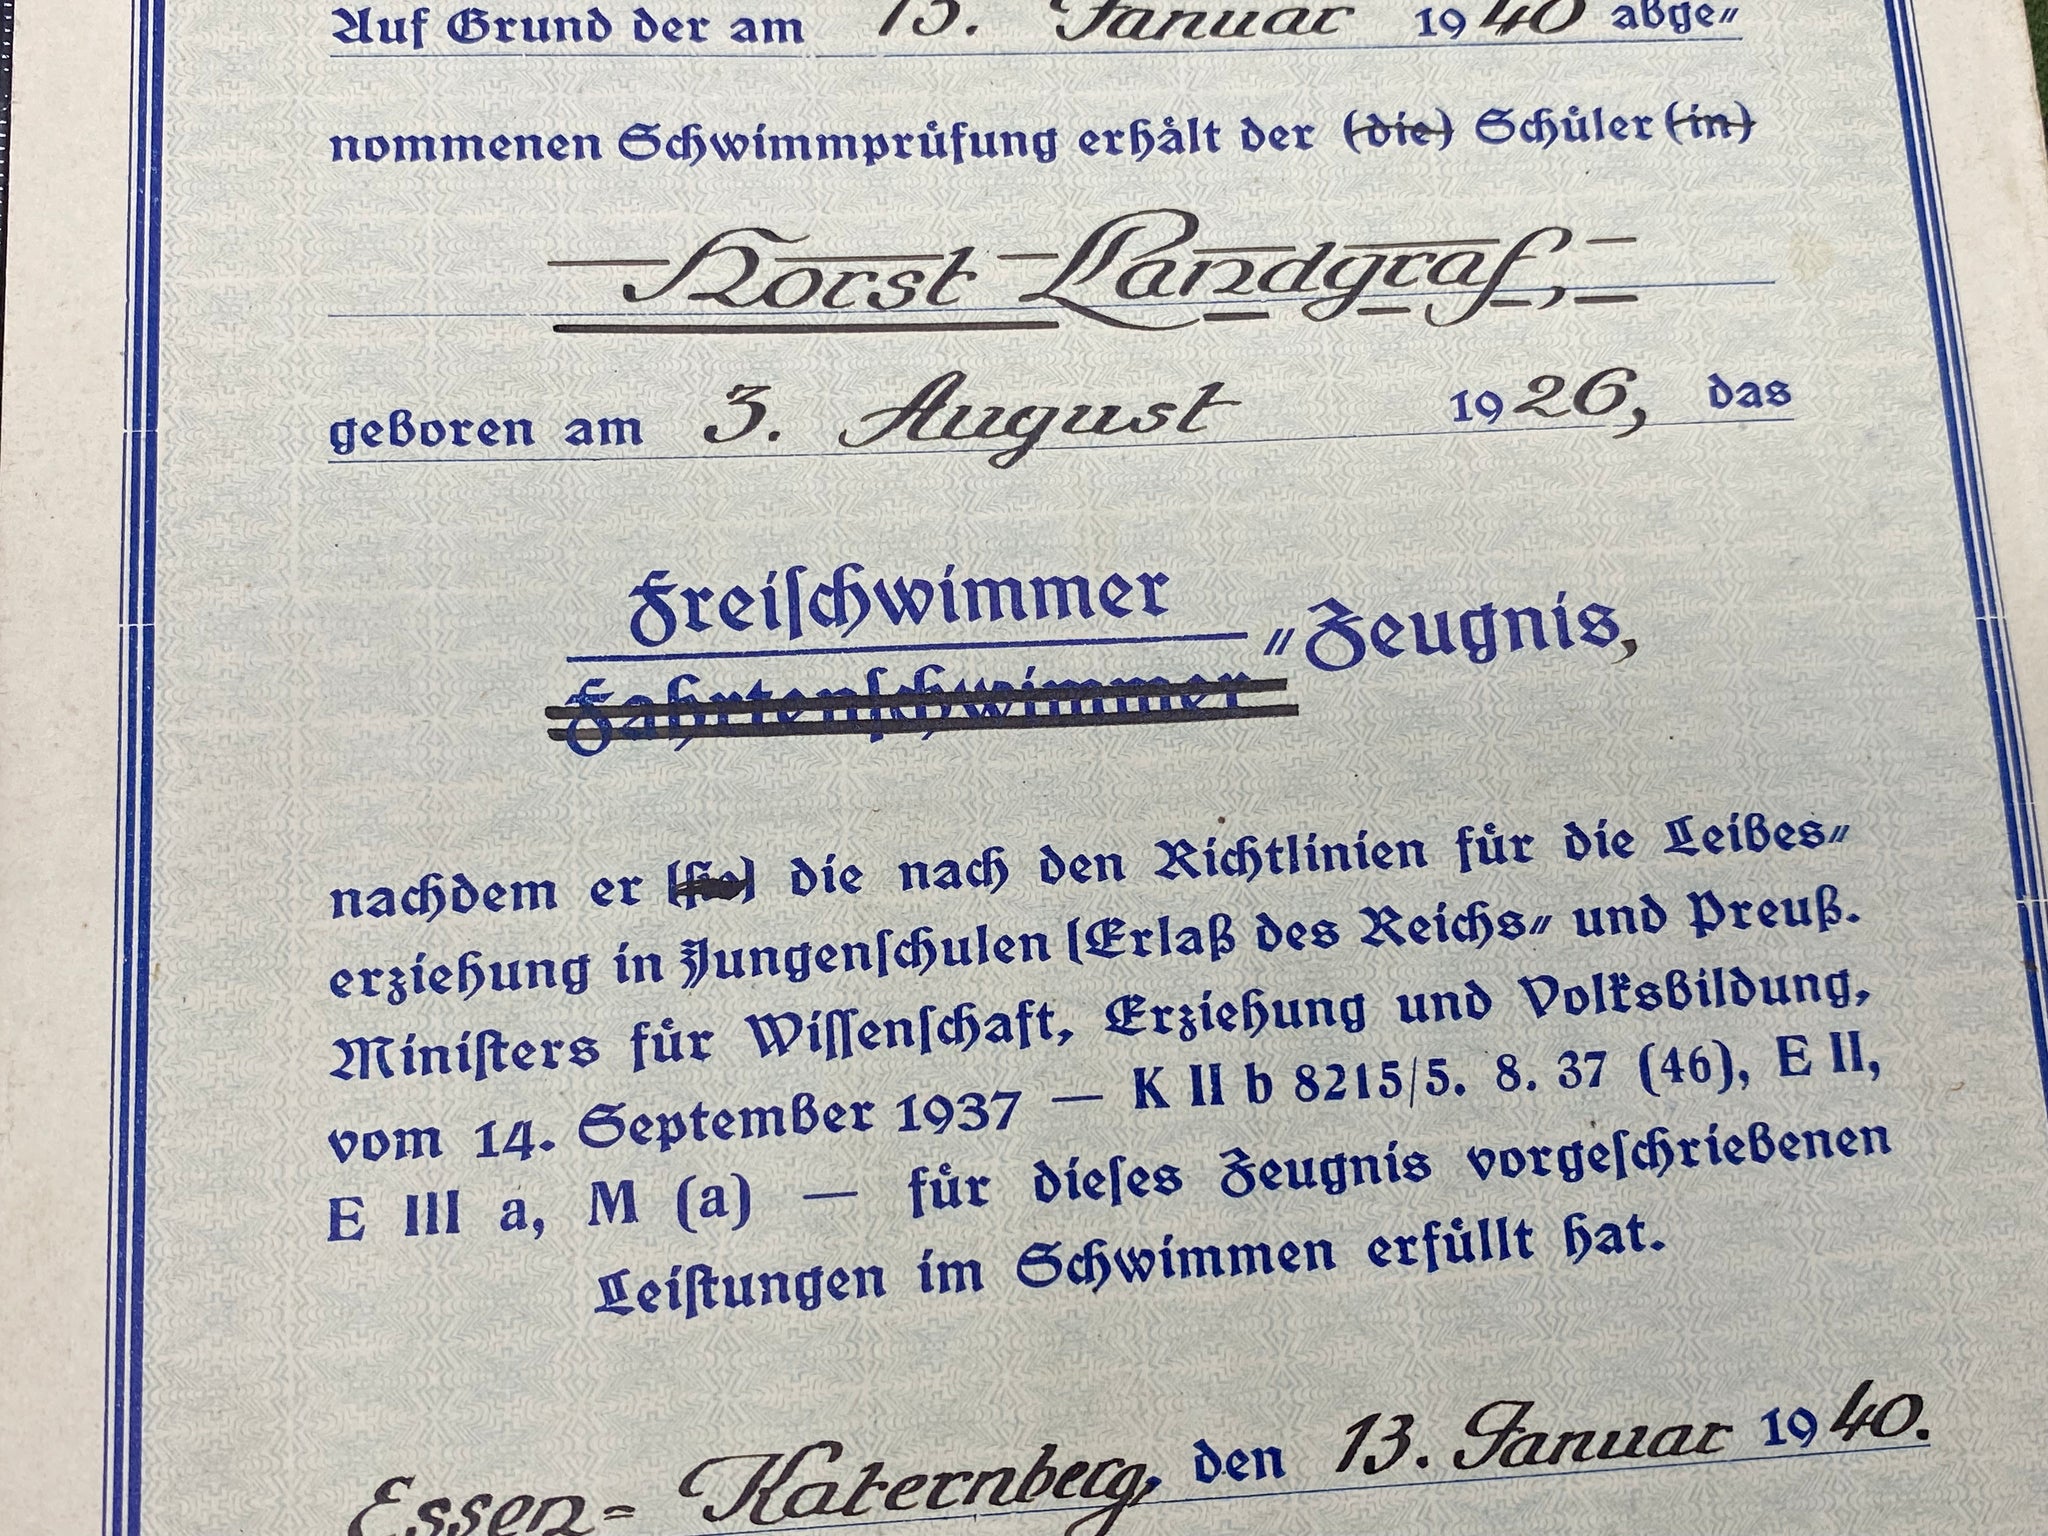 Auf Grund der am 13. Januar 1940 abge-
nommenen Schwimmprüfung erhält der (die) Schüler (in)
Horst Landgraf,
geboren am 3. August 1926, das
Freischwimmer
Fahrtenschwimmer
-Zeugnis,
nachdem er (sie) die nach den Richtlinien für die Leibes-
erziehung in Jungenschulen (Erlaß des Reichs- und Preuß.
Ministers für Wissenschaft, Erziehung und Volksbildung,
vom 14. September 1937 — K II b 8215/5. 8. 37 (46), E II,
E III a, M (a) — für dieses Zeugnis vorgeschriebenen
Leistungen im Schwimmen erfüllt hat.
Essen-Katernberg, den 13. Januar 1940.